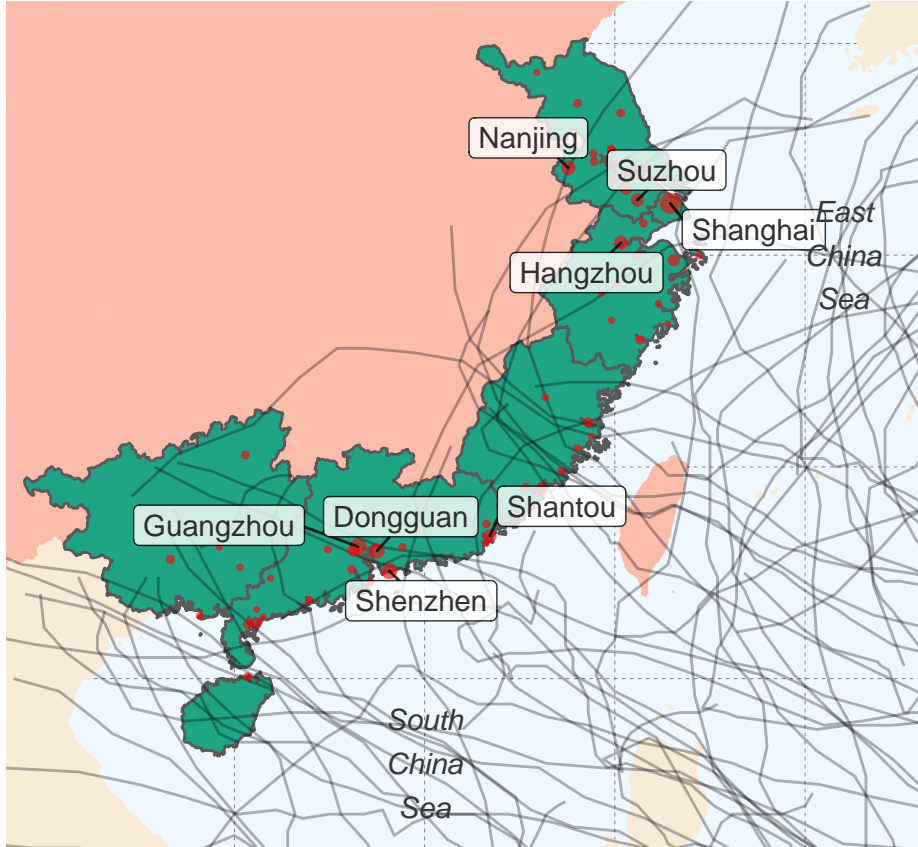 Nanjing
Suzhou
Shanghai
East
China
Sea
Hangzhou
Shantou
Dongguan
Guangzhou
Shenzhen
South
China
Sea